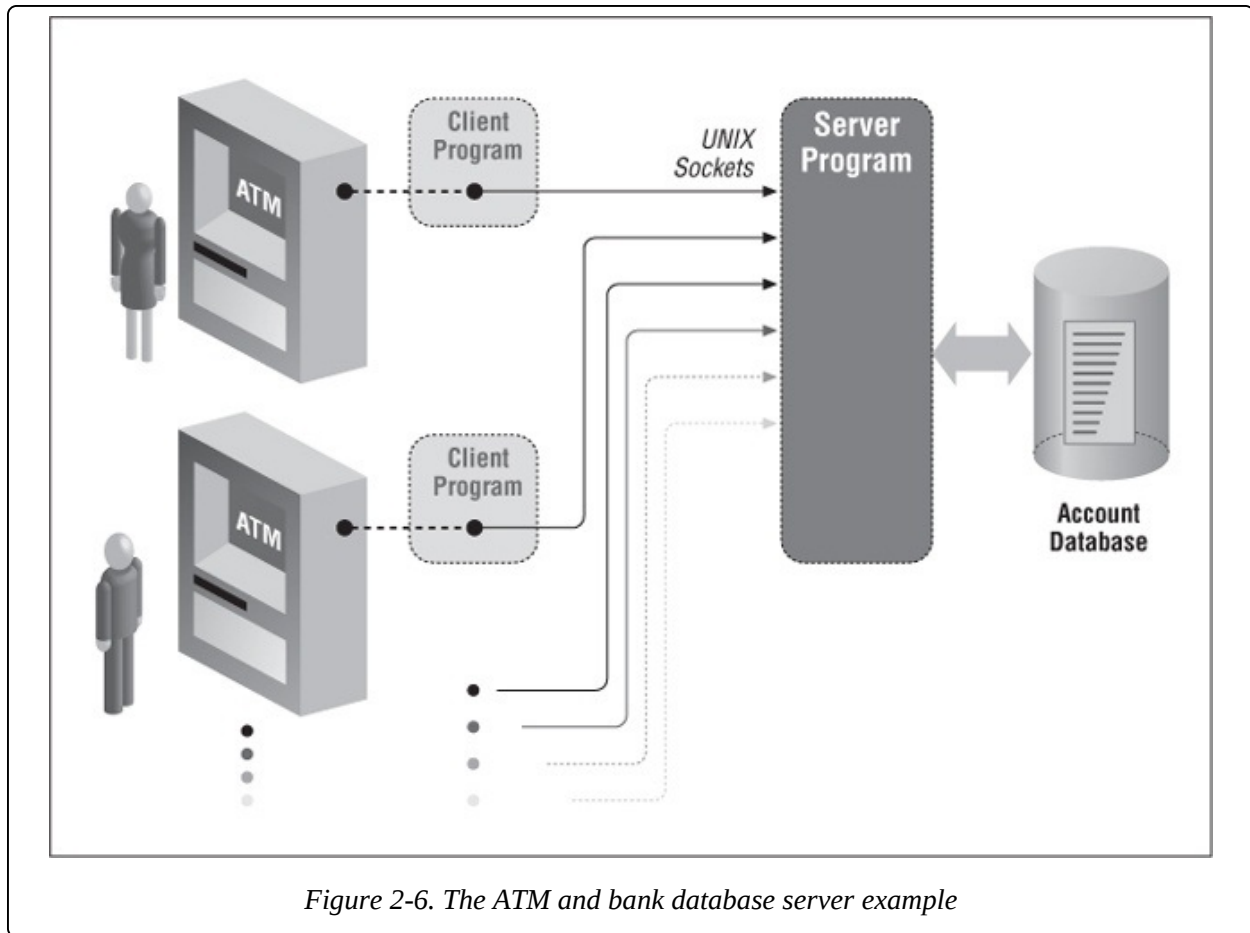 Client
Program
ATM
UNIX
Sockets
Server
Program
Client
Program
ATM
Account
Database
Figure 2-6. The ATM and bank database server example